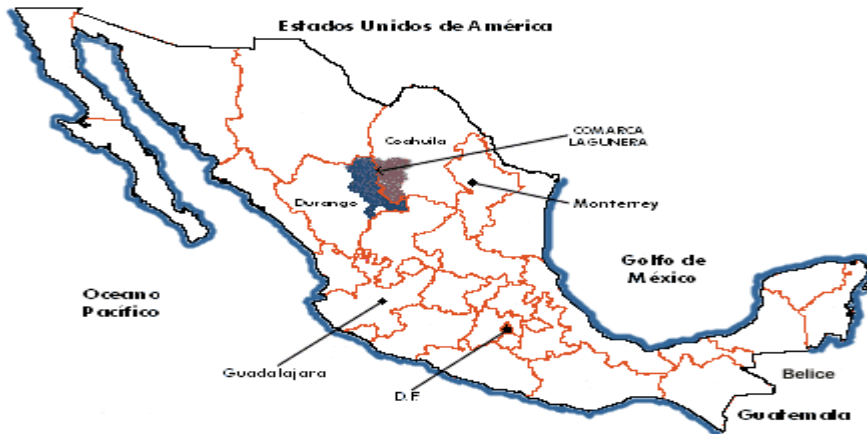 Estados Unidos de América
Coahuila
COMARCA
LAGUNERA
Durango
Monterrey
Golfo de
México
Oceano
Pacífico
Guadalajara
Belice
D.F.
Guatemala